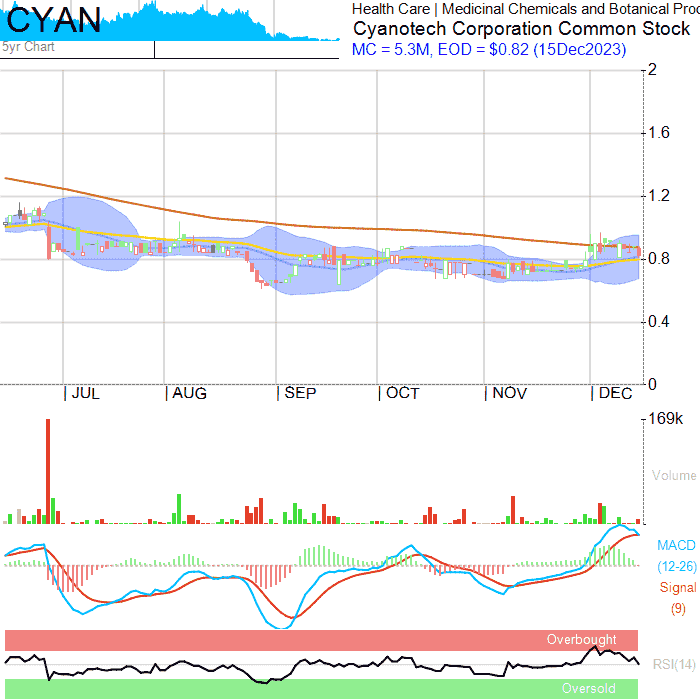 CYAN
5yr Chart
Health Care | Medicinal Chemicals and Botanical Proc
Cyanotech Corporation Common Stock
MC = 5.3M, EOD = $0.82 (15Dec2023)
2
1.6
1.2
0.8
0.4
0
JUL AUG SEP OCT NOV DEC
169k
Volume
MACD
(12-26)
Signal
(9)
Overbought
RSI(14)
Oversold